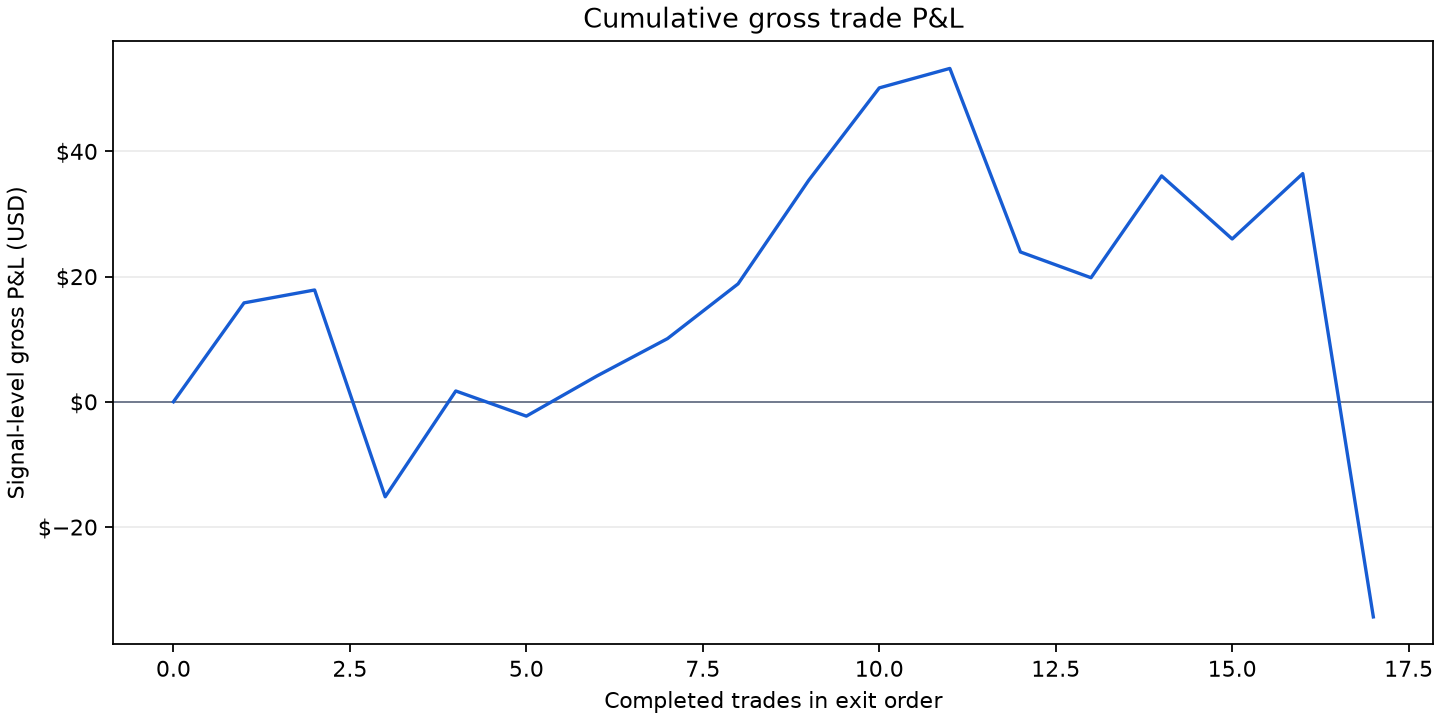 Cumulative gross trade P&L
Signal-level gross P&L (USD)
$40
$20
$0
$−20
0.0 2.5 5.0 7.5 10.0 12.5 15.0 17.5
Completed trades in exit order